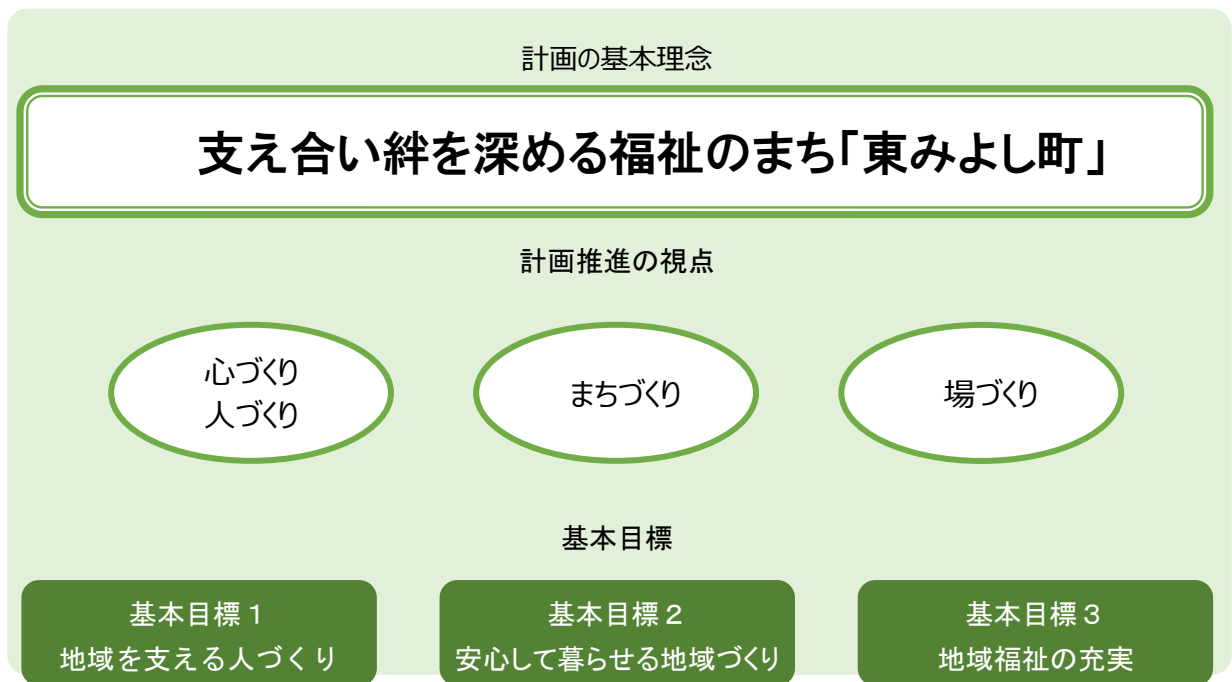 計画の基本理念
支え合い絆を深める福祉のまち「東みよし町」
計画推進の視点
心づくり
人づくり
まちづくり
場づくり
基本目標
基本目標１
地域を支える人づくり
基本目標２
安心して暮らせる地域づくり
基本目標３
地域福祉の充実